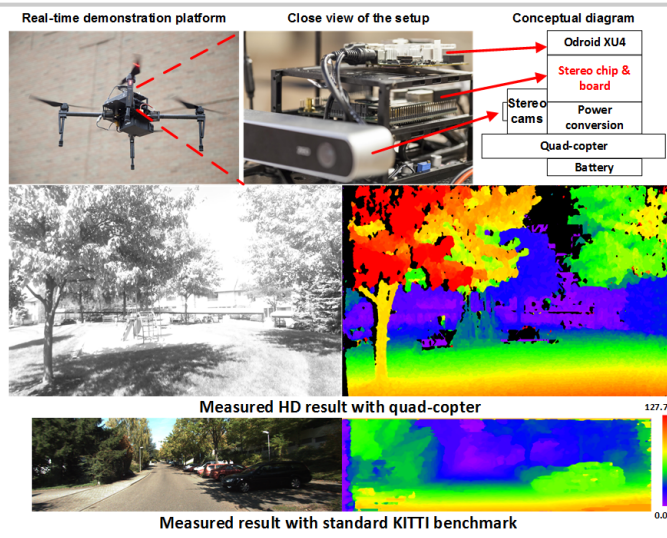 Real-time demonstration platform
Close view of the setup
Conceptual diagram
Odroid XU4
Stereo chip &
board
Stereo
cams
Power
conversion
Quad-copter
Battery
Measured HD result with quad-copter
127.7
0.0
Measured result with standard KITTI benchmark